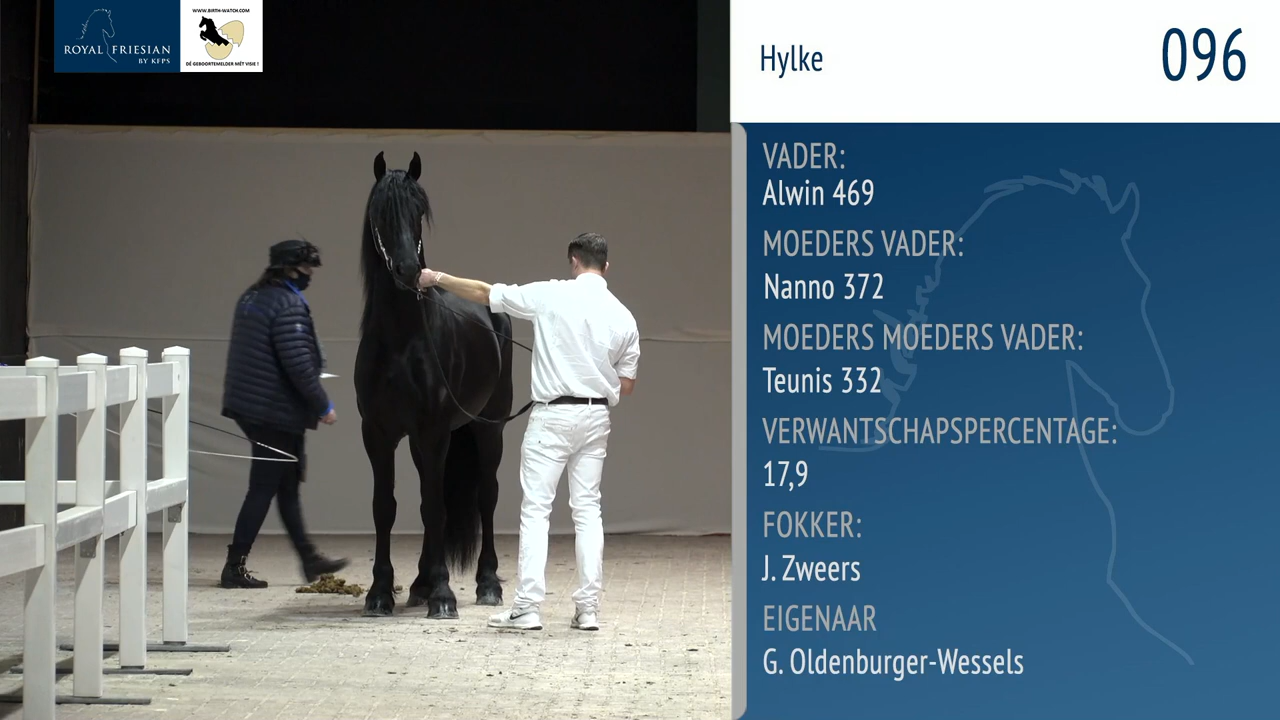 WWW.BIRTH-WATCH.COM
ROYAL FRIESIAN
BY KFPS
DÉ GEBOORTEMELDER MÉT VISIE !
Hylke
096
VADER:
Alwin 469
MOEDERS VADER:
Nanno 372
MOEDERS MOEDERS VADER:
Teunis 332
VERWANTSCHAPSPERCENTAGE:
17,9
FOKKER:
J. Zweers
EIGENAAR
G. Oldenburger-Wessels